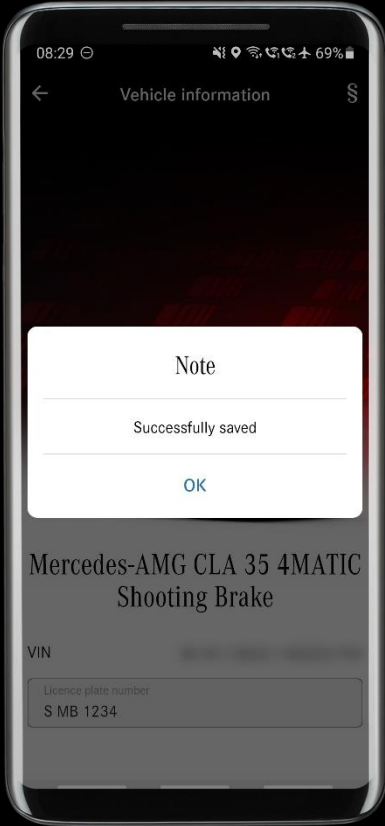 08:29 69%
Vehicle information §
Note
Successfully saved
OK
Mercedes-AMG CLA 35 4MATIC
Shooting Brake
VIN
Licence plate number
S MB 1234